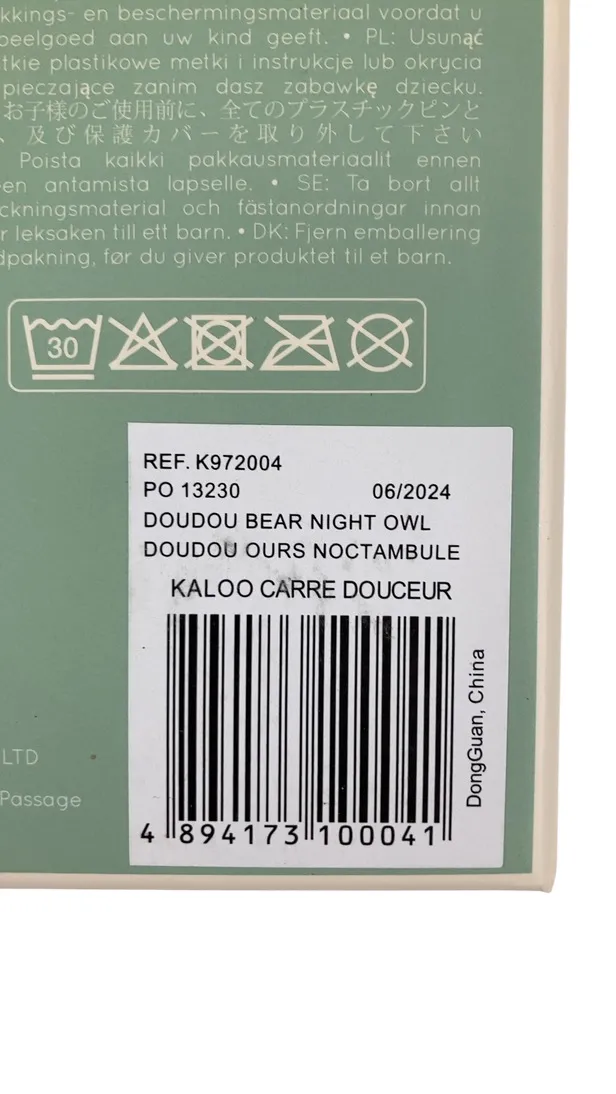 kkings- en beschermingsmateriaal voordat u
peelgoed aan uw kind geeft. • PL: Usunąć
tkie plastikowe metki i instrukcje lub okrycia
pieczające zanim dasz zabawkę dziecku.
お子様のご使用前に、全てのプラスチックピンと
、及び保護カバーを取り外して下さい
Poista kaikki pakkausmateriaalit ennen
en antamista lapselle. • SE: Ta bort allt
ckningsmaterial och fästanordningar innan
r leksaken till ett barn. • DK: Fjern emballering
dpakning, før du giver produktet til et barn.
30
REF. K972004
PO 13230 06/2024
DOUDOU BEAR NIGHT OWL
DOUDOU OURS NOCTAMBULE
KALOO CARRE DOUCEUR
DongGuan, China
LTD
Passage
4 894173 100041